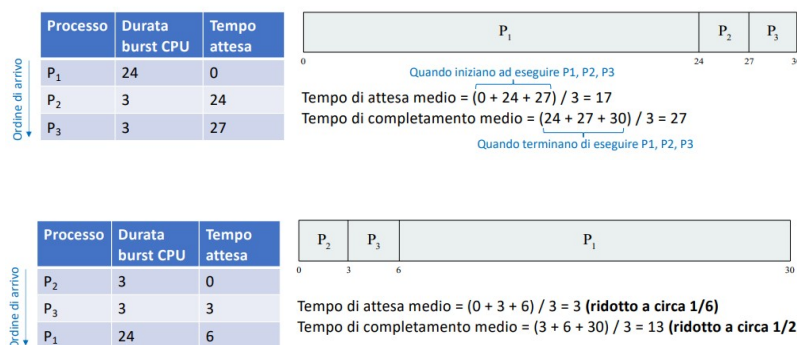 Ordine di arrivo
Processo Durata burst CPU Tempo attesa
P1 24 0
P2 3 24
P3 3 27
P1 P2 P3
0 24 27 30
Quando iniziano ad eseguire P1, P2, P3
Tempo di attesa medio = (0 + 24 + 27) / 3 = 17
Tempo di completamento medio = (24 + 27 + 30) / 3 = 27
Quando terminano di eseguire P1, P2, P3
Ordine di arrivo
Processo Durata burst CPU Tempo attesa
P2 3 0
P3 3 3
P1 24 6
P2 P3 P1
0 3 6 30
Tempo di attesa medio = (0 + 3 + 6) / 3 = 3 (ridotto a circa 1/6)
Tempo di completamento medio = (3 + 6 + 30) / 3 = 13 (ridotto a circa 1/2